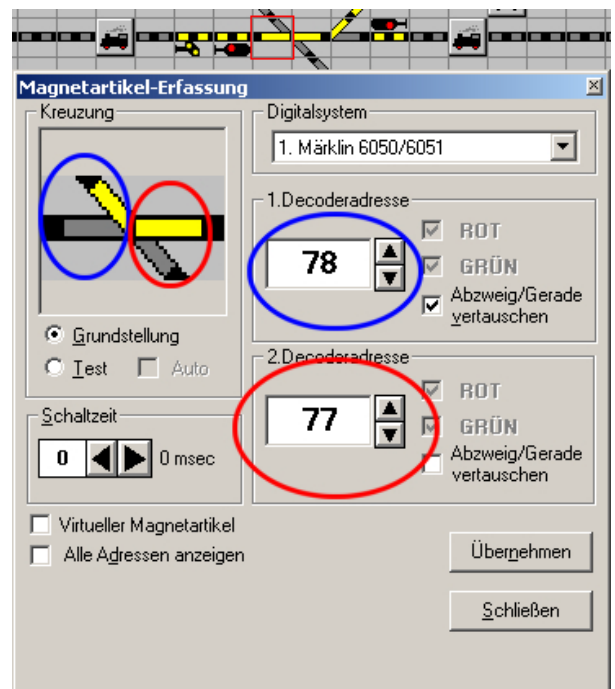 Magnetartikel-Erfassung
Kreuzung
Digitalsystem
1. Märklin 6050/6051
1.Decoderadresse
78
ROT
GRÜN
Abzweig/Gerade
vertauschen
Grundstellung
Test
Auto
2.Decoderadresse
77
ROT
GRÜN
Abzweig/Gerade
vertauschen
Schaltzeit
0
0 msec
Virtueller Magnetartikel
Alle Adressen anzeigen
Übernehmen
Schließen